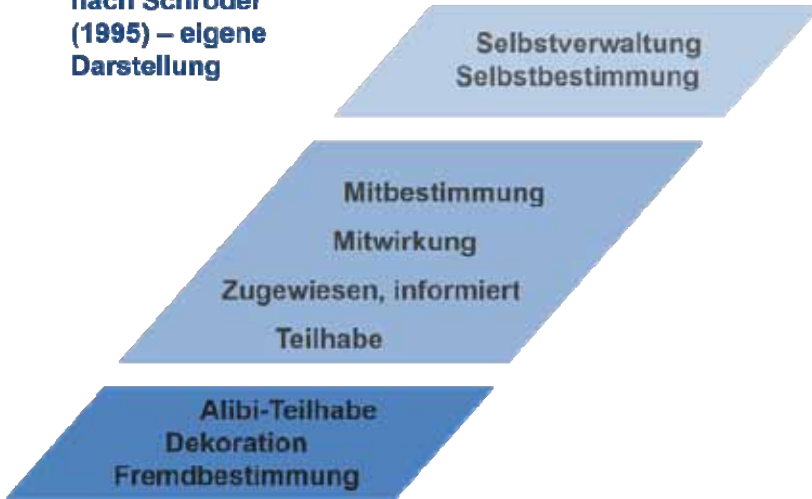 nach Schröder
(1995) – eigene
Darstellung
Selbstverwaltung
Selbstbestimmung
Mitbestimmung
Mitwirkung
Zugewiesen, informiert
Teilhabe
Alibi-Teilhabe
Dekoration
Fremdbestimmung